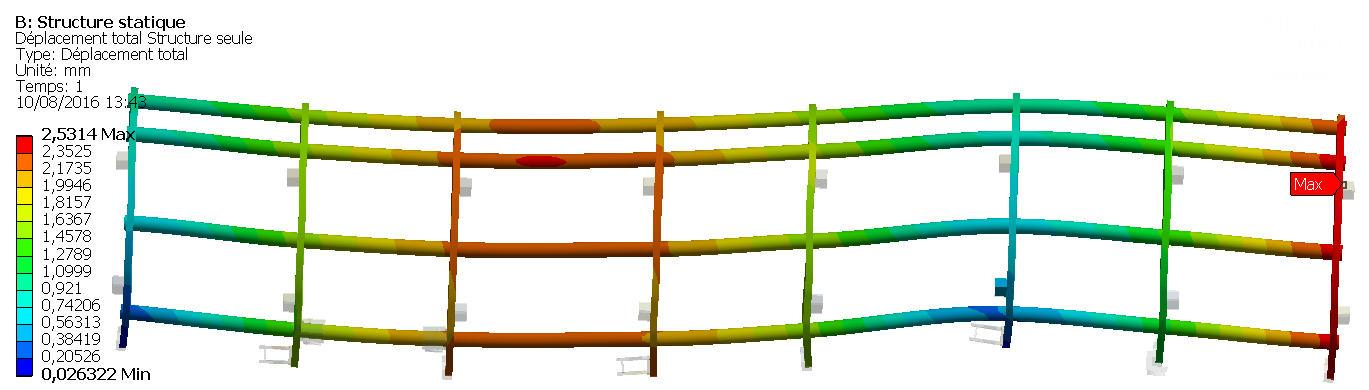 B: Structure statique
Déplacement total Structure seule
Type: Déplacement total
Unité: mm
Temps: 1
10/08/2016 13:43
2,5314 Max
2,3525
2,1735
1,9946
1,8157
1,6367
1,4578
1,2789
1,0999
0,921
0,74206
0,56313
0,38419
0,20526
0,026322 Min
Max